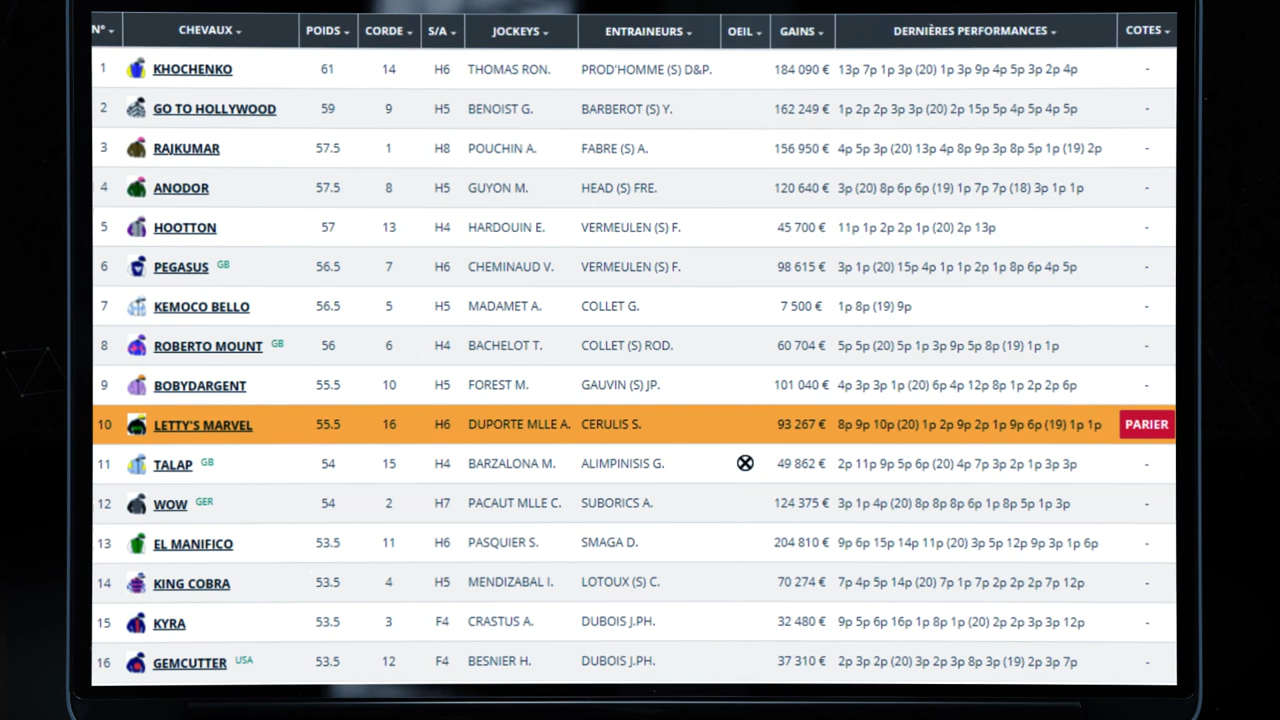 N° CHEVAUX POIDS CORDE S/A JOCKEYS ENTRAINEURS OEIL GAINS DERNIÈRES PERFORMANCES COTES
1 KHOCHENKO 61 14 H6 THOMAS RON. PROD'HOMME (S) D&P. 184 090 € 13p 7p 1p 3p (20) 1p 3p 9p 4p 5p 3p 2p 4p -
2 GO TO HOLLYWOOD 59 9 H5 BENOIST G. BARBEROT (S) Y. 162 249 € 1p 2p 2p 3p 3p (20) 2p 15p 5p 4p 5p 4p 5p -
3 RAJKUMAR 57.5 1 H8 POUCHIN A. FABRE (S) A. 156 950 € 4p 5p 3p (20) 13p 4p 8p 9p 3p 8p 5p 1p (19) 2p -
4 ANODOR 57.5 8 H5 GUYON M. HEAD (S) FRE. 120 640 € 3p (20) 8p 6p 6p (19) 1p 7p 7p (18) 3p 1p 1p -
5 HOOTTON 57 13 H4 HARDOUIN E. VERMEULEN (S) F. 45 700 € 11p 1p 2p 2p 1p (20) 2p 13p -
6 PEGASUS GB 56.5 7 H6 CHEMINAUD V. VERMEULEN (S) F. 98 615 € 3p 1p (20) 15p 4p 1p 1p 2p 1p 8p 6p 4p 5p -
7 KEMOCO BELLO 56.5 5 H5 MADAMET A. COLLET G. 7 500 € 1p 8p (19) 9p -
8 ROBERTO MOUNT GB 56 6 H4 BACHELOT T. COLLET (S) ROD. 60 704 € 5p 5p (20) 5p 1p 3p 9p 5p 8p (19) 1p 1p -
9 BOBYDARGENT 55.5 10 H5 FOREST M. GAUVIN (S) JP. 101 040 € 4p 3p 3p 1p (20) 6p 4p 12p 8p 1p 2p 2p 6p -
10 LETTY'S MARVEL 55.5 16 H6 DUPORTE MLLE A. CERULIS S. 93 267 € 8p 9p 10p (20) 1p 2p 9p 2p 1p 9p 6p (19) 1p 1p PARIER
11 TALAP GB 54 15 H4 BARZALONA M. ALIMPINISIS G. 49 862 € 2p 11p 9p 5p 6p (20) 4p 7p 3p 2p 1p 3p 3p -
12 WOW GER 54 2 H7 PACAUT MLLE C. SUBORICS A. 124 375 € 3p 1p 4p (20) 8p 8p 8p 6p 1p 8p 5p 1p 3p -
13 EL MANIFICO 53.5 11 H6 PASQUIER S. SMAGA D. 204 810 € 9p 6p 15p 14p 11p (20) 3p 5p 12p 9p 3p 1p 6p -
14 KING COBRA 53.5 4 H5 MENDIZABAL I. LOTOUX (S) C. 70 274 € 7p 4p 5p 14p (20) 7p 1p 7p 2p 2p 2p 7p 12p -
15 KYRA 53.5 3 F4 CRASTUS A. DUBOIS J.PH. 32 480 € 9p 5p 6p 16p 1p 8p 1p (20) 2p 2p 3p 3p 12p -
16 GEMCUTTER USA 53.5 12 F4 BESNIER H. DUBOIS J.PH. 37 310 € 2p 3p 2p (20) 3p 2p 3p 8p 3p (19) 2p 3p 7p -